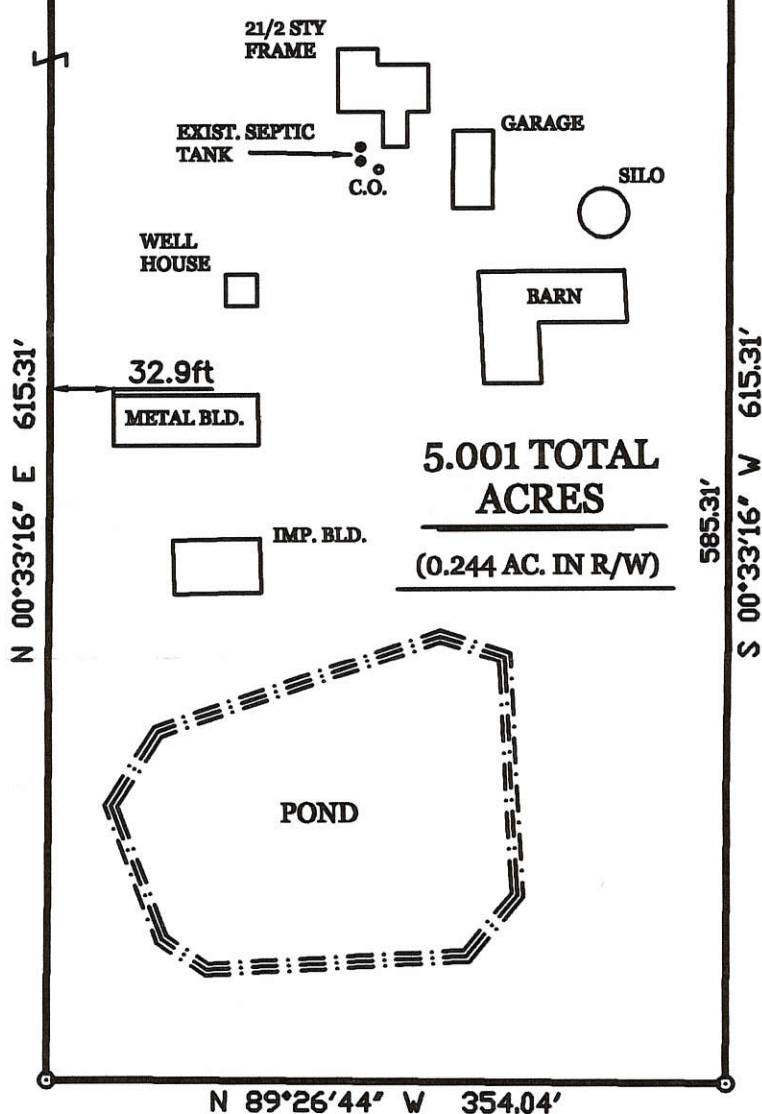 21/2 STY
FRAME
EXIST. SEPTIC
TANK
C.O.
GARAGE
SILO
WELL
HOUSE
BARN
N 00°33'16" E 615.31'
32.9ft
METAL BLD.
5.001 TOTAL
ACRES
(0.244 AC. IN R/W)
585.31'
S 00°33'16" W 615.31'
IMP. BLD.
POND
N 89°26'44" W 354.04'